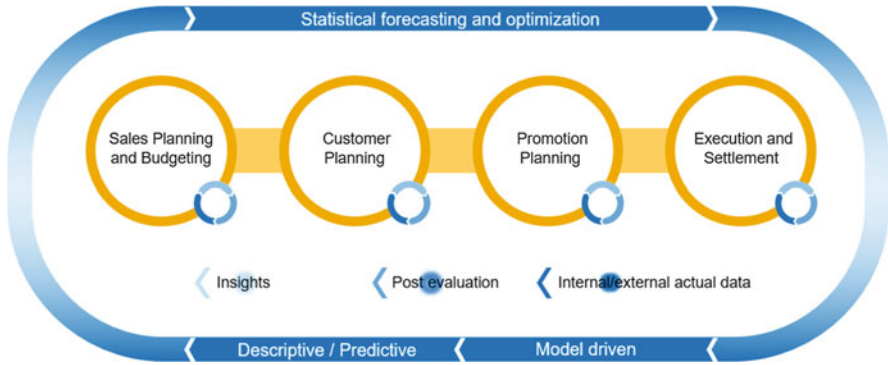 Statistical forecasting and optimization
Sales Planning
and Budgeting
Customer
Planning
Promotion
Planning
Execution and
Settlement
Insights
Post evaluation
Internal/external actual data
Descriptive / Predictive
Model driven